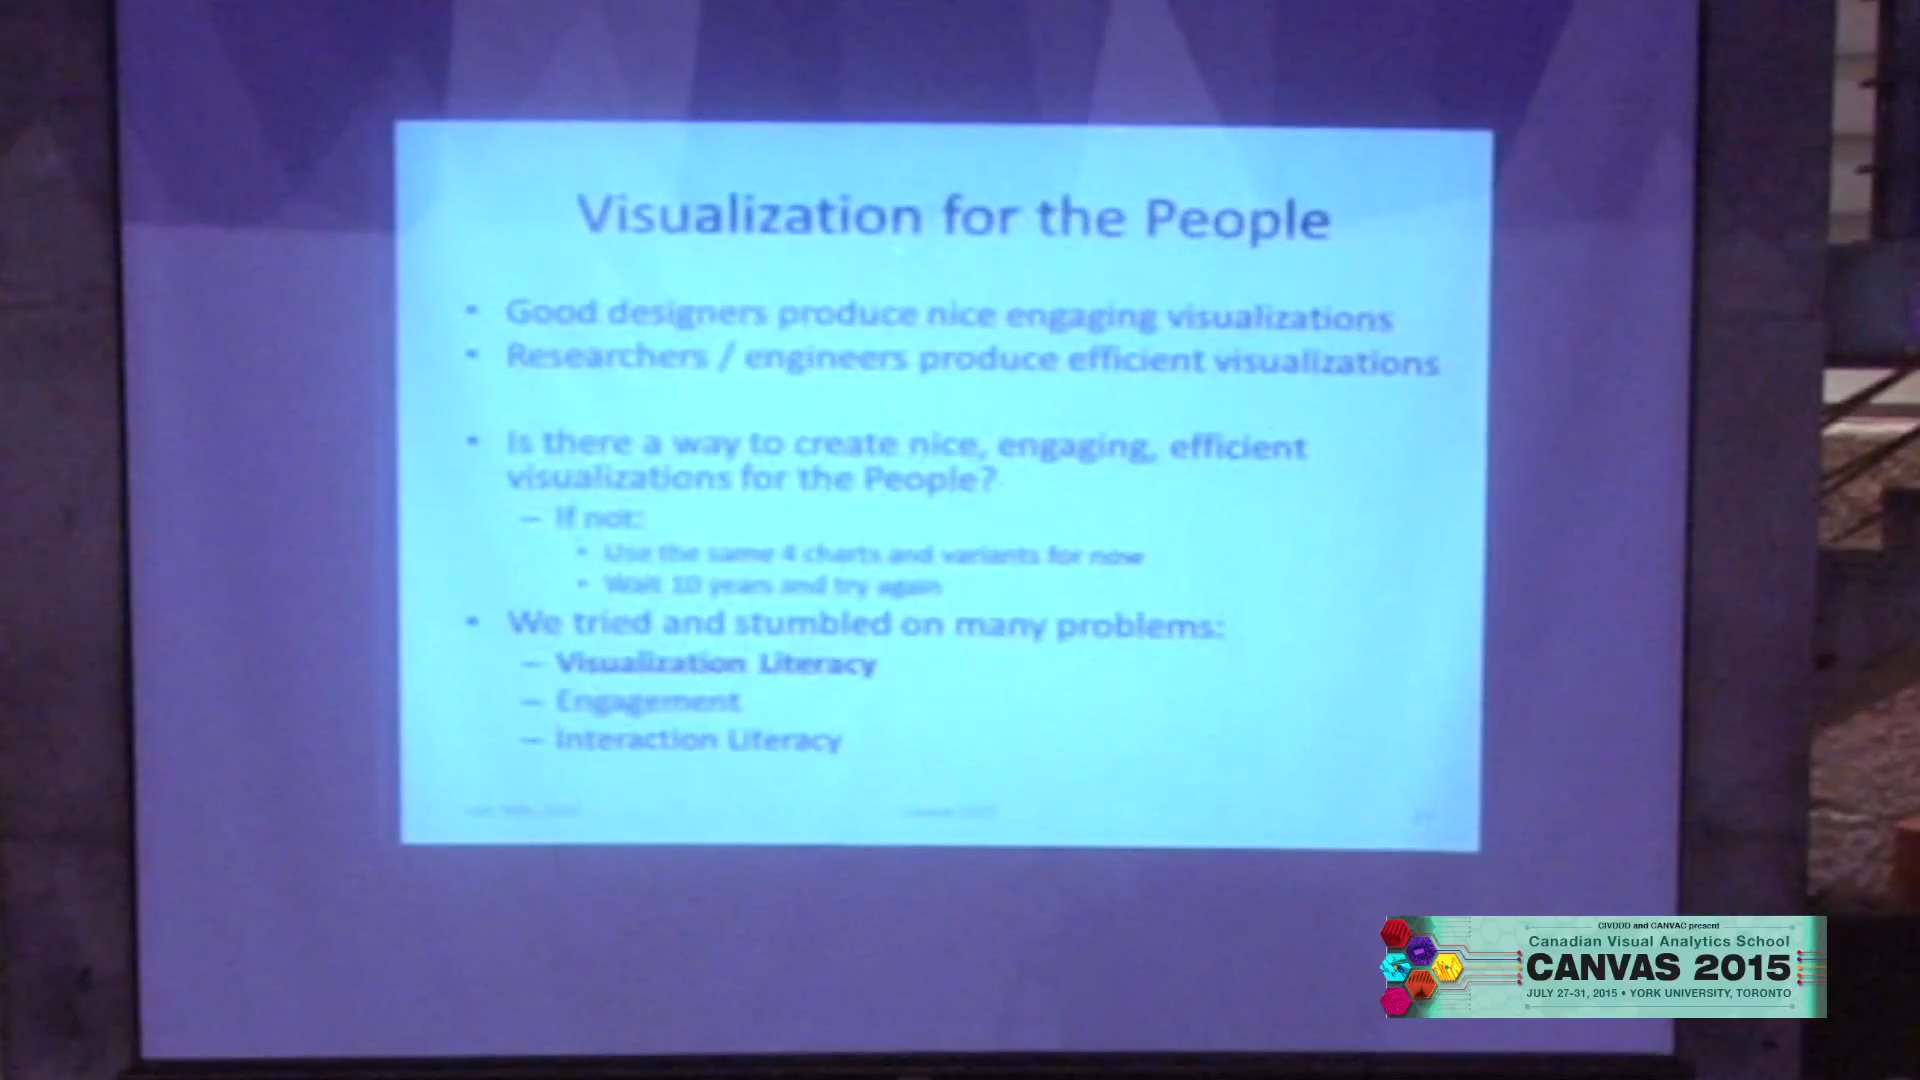 Visualization for the People
• Good designers produce nice engaging visualizations
• Researchers / engineers produce efficient visualizations
• Is there a way to create nice, engaging, efficient
visualizations for the People?
– If not:
• Use the same 4 charts and variants for now
• Wait 10 years and try again
• We tried and stumbled on many problems:
– Visualization Literacy
– Engagement
– Interaction Literacy
CIVDDD and CANVAC present
Canadian Visual Analytics School
CANVAS 2015
JULY 27-31, 2015 • YORK UNIVERSITY, TORONTO